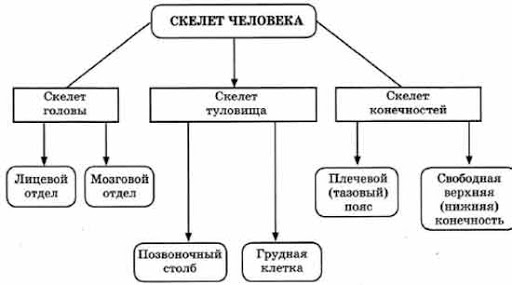 СКЕЛЕТ ЧЕЛОВЕКА
Скелет
головы
Скелет
туловища
Скелет
конечностей
Лицевой
отдел
Мозговой
отдел
Плечевой
(тазовый)
пояс
Свободная
верхняя
(нижняя)
конечность
Позвоночный
столб
Грудная
клетка